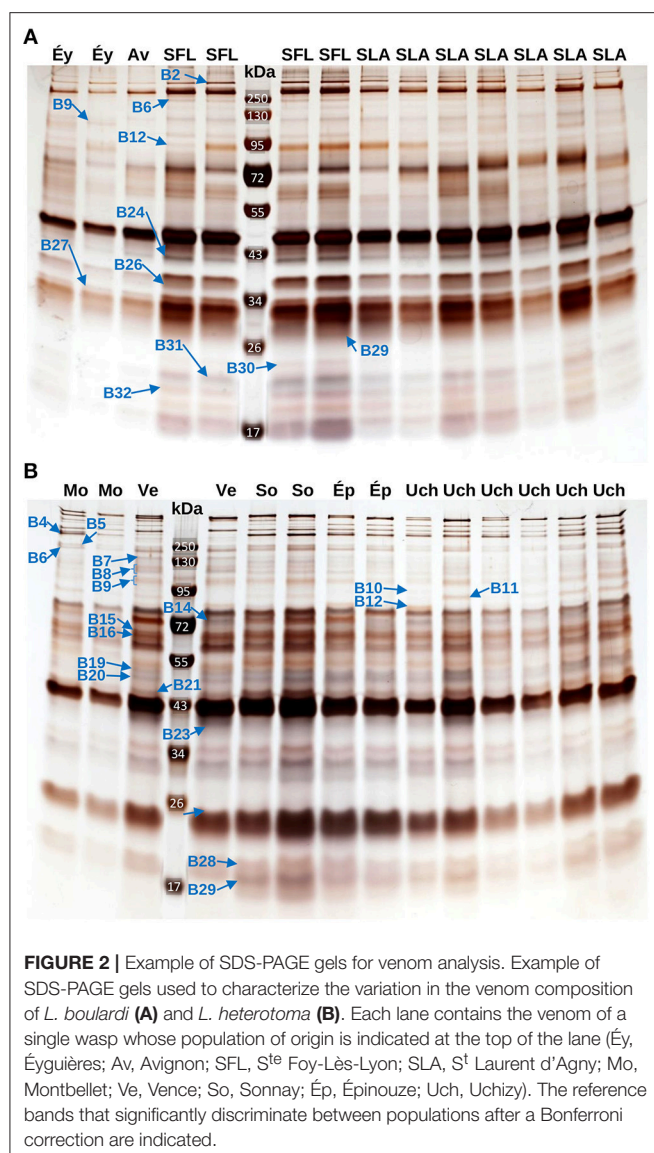 A
Éy Éy Av SFL SFL SFL SFL SLA SLA SLA SLA SLA SLA SLA
B2
kDa
B9
B6
250
130
B12
95
72
55
B24
43
B27
B26
34
B31
26
B29
B30
B32
17
B
Mo Mo Ve Ve So So Ép Ép Uch Uch Uch Uch Uch Uch
kDa
B4
B5
B6
250
B7
130
B8
B9
95
B10
B11
B12
B14
B15
72
B16
55
B19
B20
B21
43
B23
34
26
B28
17
B29
FIGURE 2 | Example of SDS-PAGE gels for venom analysis. Example of
SDS-PAGE gels used to characterize the variation in the venom composition
of L. boulardi (A) and L. heterotoma (B). Each lane contains the venom of a
single wasp whose population of origin is indicated at the top of the lane (Éy,
Éyguières; Av, Avignon; SFL, Ste Foy-Lès-Lyon; SLA, St Laurent d'Agny; Mo,
Montbellet; Ve, Vence; So, Sonnay; Ép, Épinouze; Uch, Uchizy). The reference
bands that significantly discriminate between populations after a Bonferroni
correction are indicated.